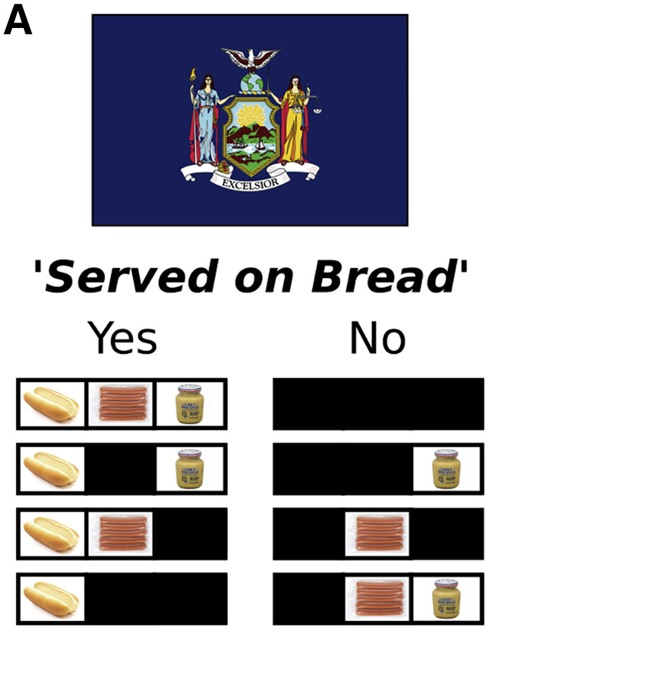 A
EXCELSIOR
'Served on Bread'
Yes
No